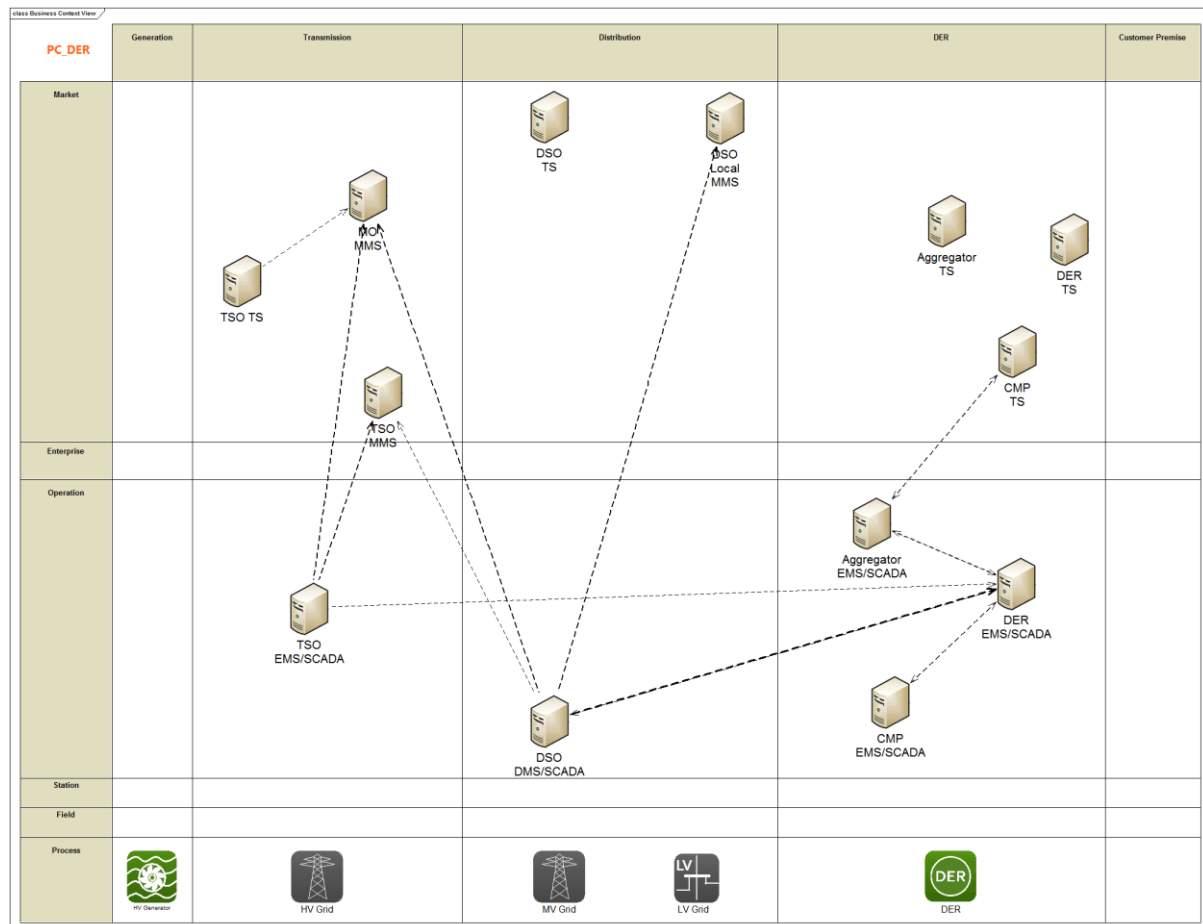 class Business Context View
PC_DER
Generation
Transmission
Distribution
DER
Customer Premise
Market
DSO
TS
DSO
Local
MMS
MO
MMS
Aggregator
TS
DER
TS
TSO TS
CMP
TS
TSO
MMS
Enterprise
Operation
Aggregator
EMS/SCADA
DER
EMS/SCADA
TSO
EMS/SCADA
CMP
EMS/SCADA
DSO
DMS/SCADA
Station
Field
Process
LV
DER
HV Generator
HV Grid
MV Grid
LV Grid
DER